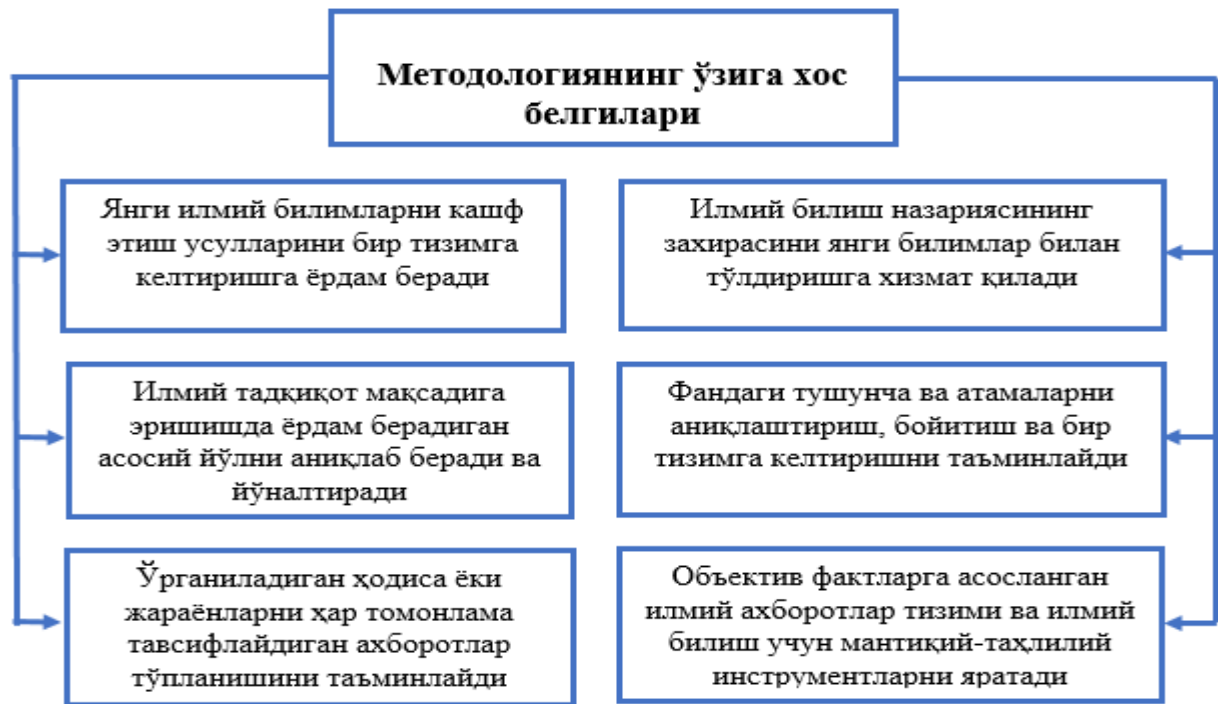 Методологиянинг ўзига хос
белгилари
Янги илмий билимларни кашф
этиш усулларини бир тизимга
келтиришга ёрдам беради
Илмий тадқиқот мақсадига
эришишда ёрдам берадиган
асосий йўлни аниқлаб беради ва
йўналтиради
Ўрганиладиган ҳодиса ёки
жараёнларни ҳар томонлама
тавсифлайдиган ахборотлар
тўпланишини таъминлайди
Илмий билиш назариясининг
захирасини янги билимлар билан
тўлдиришга хизмат қилади
Фандаги тушунча ва атамаларни
аниқлаштириш, бойитиш ва бир
тизимга келтиришни таъминлайди
Объектив фактларга асосланган
илмий ахборотлар тизими ва илмий
билиш учун мантиқий-таҳлилий
инструментларни яратади